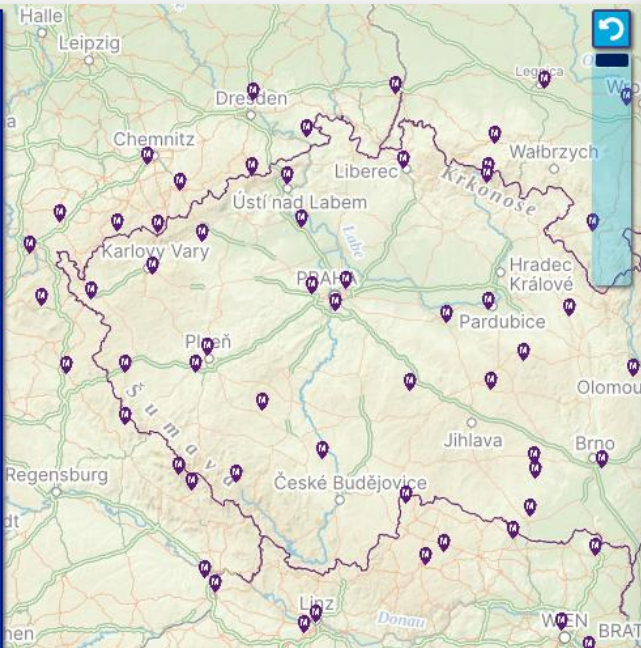 Halle
Leipzig
Legnica
Dresden
Chemnitz
Wałbrzych
Liberec
Krkonoše
Ústí nad Labem
Labe
Karlovy Vary
Hradec
Králové
PRAHA
Pardubice
Plzeň
Olomou
Šumava
Jihlava
Brno
Regensburg
České Budějovice
dt
Linz
Donau
WIEN
BRAT